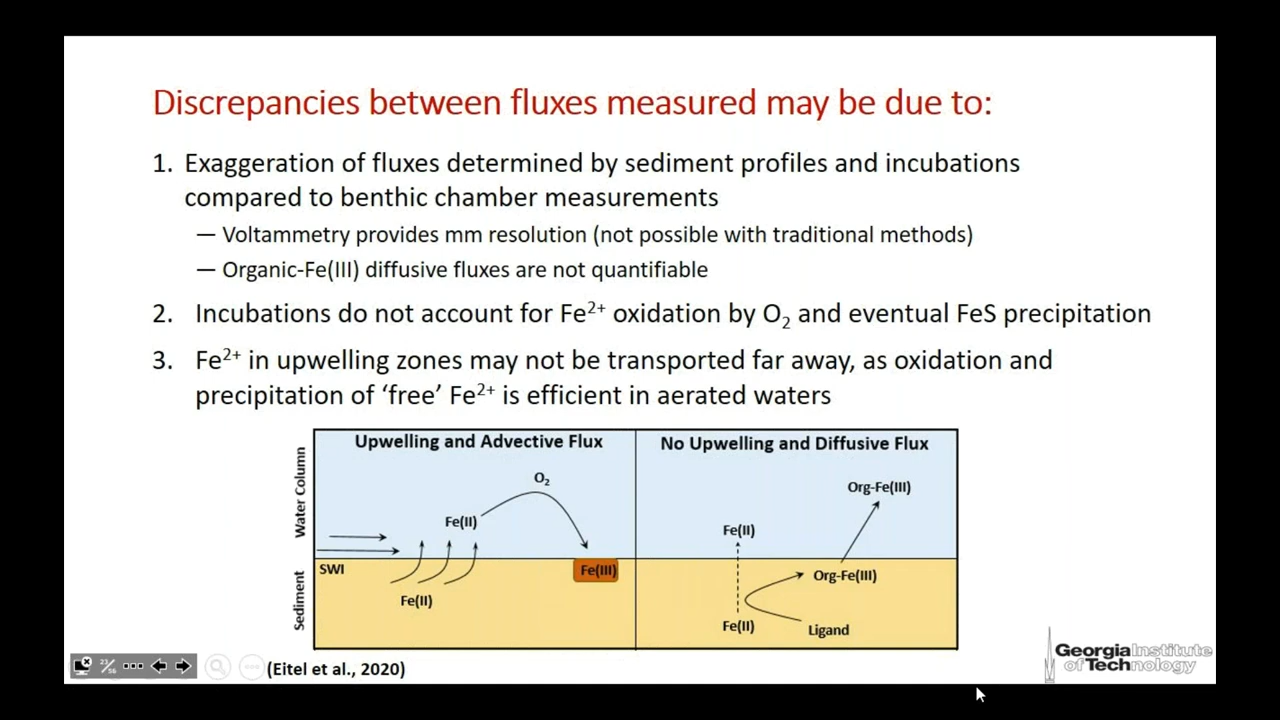 Discrepancies between fluxes measured may be due to:
1. Exaggeration of fluxes determined by sediment profiles and incubations
compared to benthic chamber measurements
— Voltammetry provides mm resolution (not possible with traditional methods)
— Organic-Fe(III) diffusive fluxes are not quantifiable
2. Incubations do not account for Fe²⁺ oxidation by O₂ and eventual FeS precipitation
3. Fe²⁺ in upwelling zones may not be transported far away, as oxidation and
precipitation of ‘free’ Fe²⁺ is efficient in aerated waters
Water Column
Sediment
Upwelling and Advective Flux
O₂
Fe(II)
SWI
Fe(III)
Fe(II)
No Upwelling and Diffusive Flux
Org-Fe(III)
Fe(II)
Org-Fe(III)
Fe(II)
Ligand
(Eitel et al., 2020)
23/56
Georgia Institute
of Technology